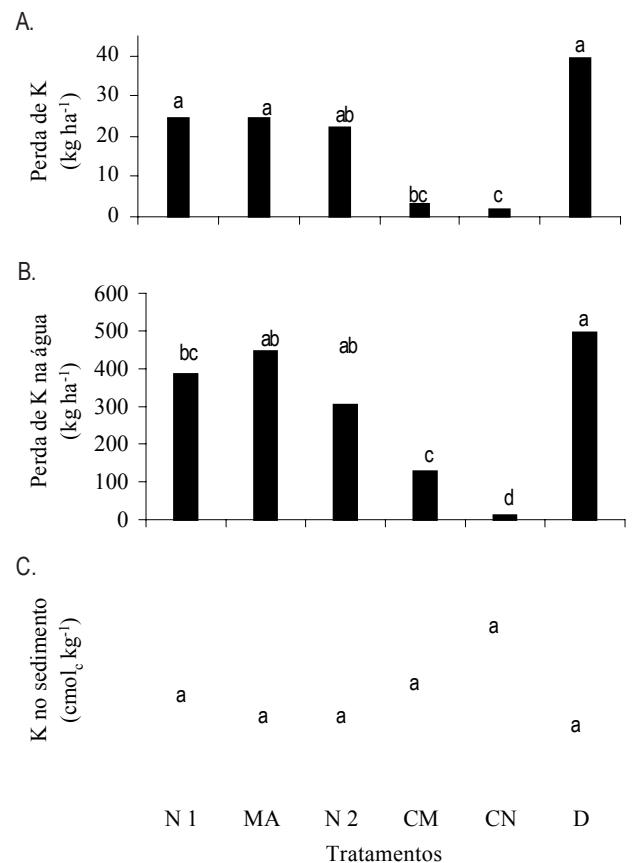 A.
Perda de K
(kg ha⁻¹)
40
30
20
10
0
a
a
ab
bc
c
a
B.
Perda de K na água
(kg ha⁻¹)
600
500
400
300
200
100
0
bc
ab
ab
c
d
a
C.
K no sedimento
(cmol_c kg⁻¹)
a
a
a
a
a
a
N 1 MA N 2 CM CN D
Tratamentos